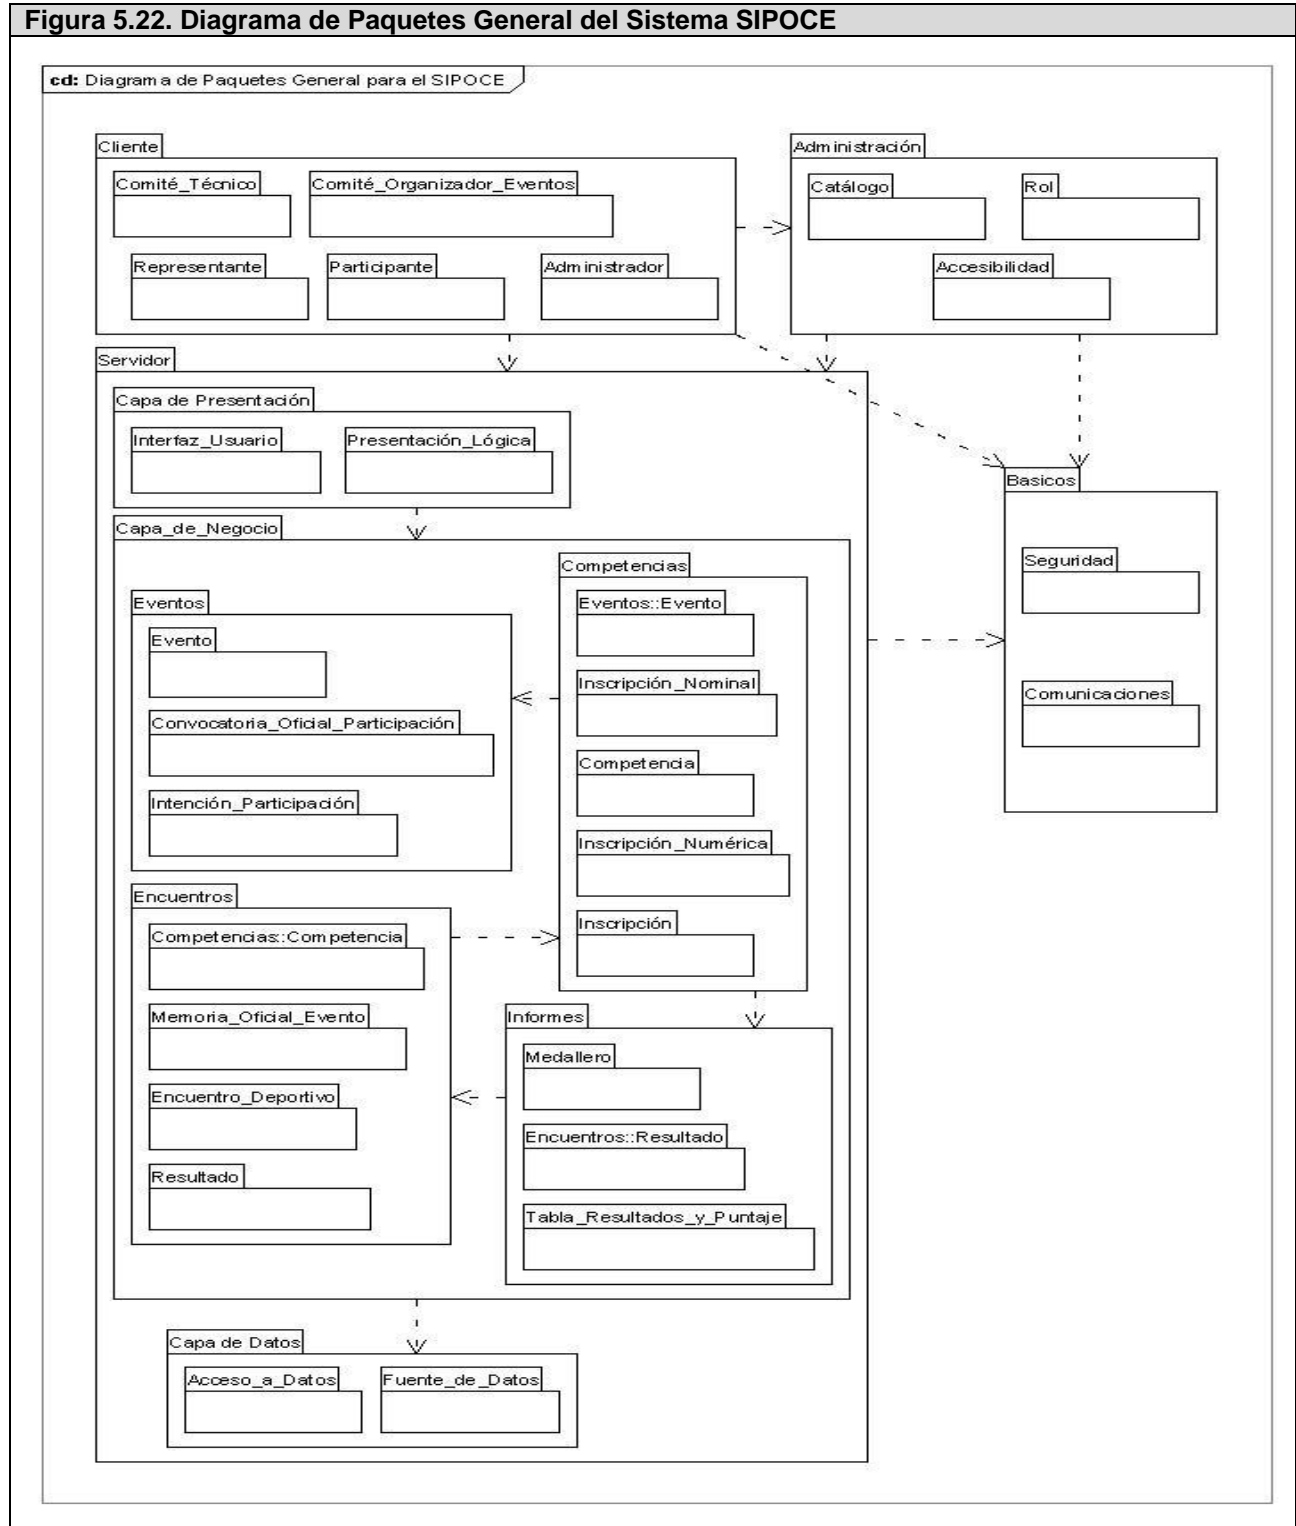 Figura 5.22. Diagrama de Paquetes General del Sistema SIPOCE
cd: Diagrama de Paquetes General para el SIPOCE
Cliente
Comité_Técnico
Comité_Organizador_Eventos
Representante
Participante
Administrador
Administración
Catálogo
Rol
Accesibilidad
Servidor
Capa de Presentación
Interfaz_Usuario
Presentación_Lógica
Capa_de_Negocio
Eventos
Evento
Convocatoria_Oficial_Participación
Intención_Participación
Competencias
Eventos::Evento
Inscripción_Nominal
Competencia
Inscripción_Numérica
Inscripción
Encuentros
Competencias::Competencia
Memoria_Oficial_Evento
Encuentro_Deportivo
Resultado
Informes
Medallero
Encuentros::Resultado
Tabla_Resultados_y_Puntaje
Capa de Datos
Acceso_a_Datos
Fuente_de_Datos
Basicos
Seguridad
Comunicaciones